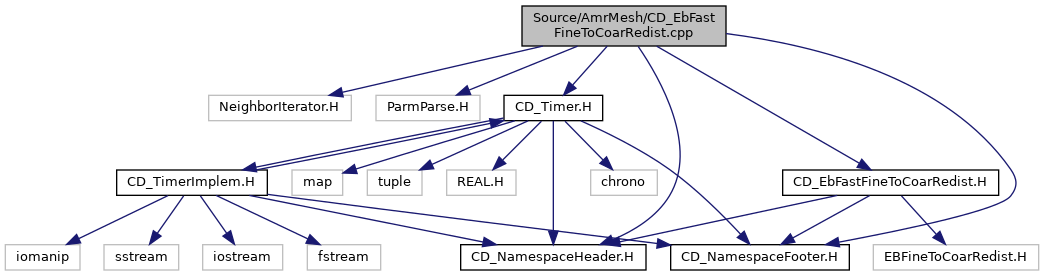 Source/AmrMesh/CD_EbFast
FineToCoarRedist.cpp
NeighborIterator.H
ParmParse.H
CD_Timer.H
CD_TimerImplem.H
map
tuple
REAL.H
chrono
CD_EbFastFineToCoarRedist.H
iomanip
sstream
iostream
fstream
CD_NamespaceHeader.H
CD_NamespaceFooter.H
EBFineToCoarRedist.H